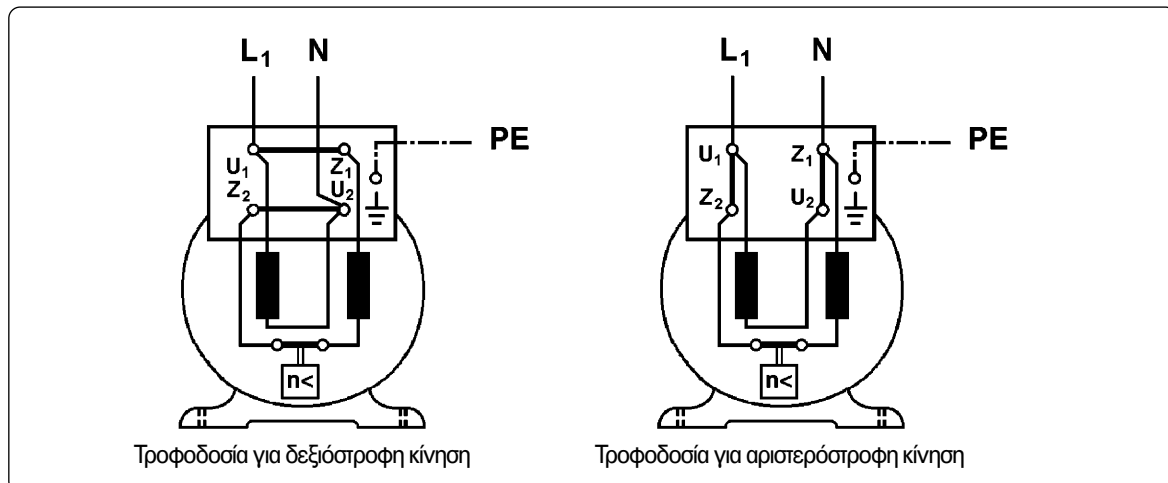 L1 N
PE
U1 Z1
Z2 U2
n<
Τροφοδοσία για δεξιόστροφη κίνηση
L1 N
PE
U1 Z1
Z2 U2
n<
Τροφοδοσία για αριστερόστροφη κίνηση